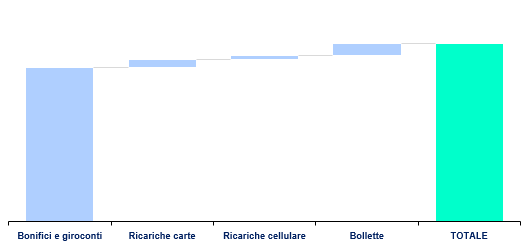 Bonifici e giroconti
Ricariche carte
Ricariche cellulare
Bollette
TOTALE